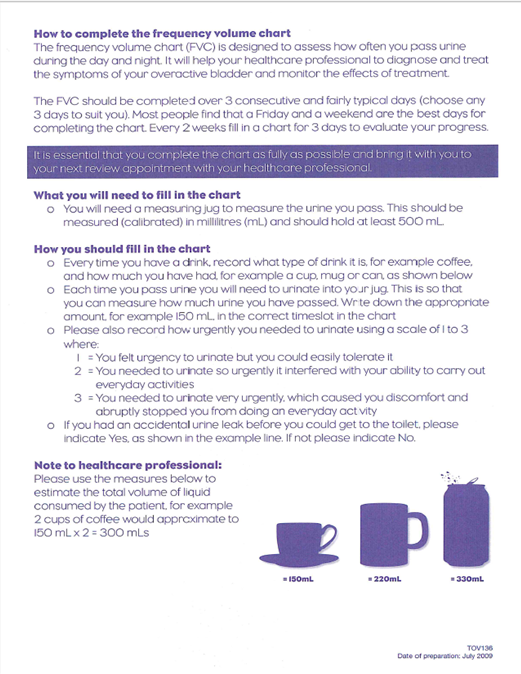 How to complete the frequency volume chart
The frequency volume chart (FVC) is designed to assess how often you pass urine
during the day and night. It will help your healthcare professional to diagnose and treat
the symptoms of your overactive bladder and monitor the effects of treatment.
The FVC should be completed over 3 consecutive and fairly typical days (choose any
3 days to suit you). Most people find that a Friday and a weekend are the best days for
completing the chart. Every 2 weeks fill in a chart for 3 days to evaluate your progress.
It is essential that you complete the chart as fully as possible and bring it with you to
your next review appointment with your healthcare professional.
What you will need to fill in the chart
o You will need a measuring jug to measure the urine you pass. This should be
measured (calibrated) in millilitres (mL) and should hold at least 500 mL.
How you should fill in the chart
o Every time you have a drink, record what type of drink it is, for example coffee,
and how much you have had, for example a cup, mug or can, as shown below
o Each time you pass urine you will need to urinate into your jug. This is so that
you can measure how much urine you have passed. Write down the appropriate
amount, for example 150 mL, in the correct timeslot in the chart
o Please also record how urgently you needed to urinate using a scale of 1 to 3
where:
1 = You felt urgency to urinate but you could easily tolerate it
2 = You needed to urinate so urgently it interfered with your ability to carry out
everyday activities
3 = You needed to urinate very urgently, which caused you discomfort and
abruptly stopped you from doing an everyday activity
o If you had an accidental urine leak before you could get to the toilet, please
indicate Yes, as shown in the example line. If not please indicate No.
Note to healthcare professional:
Please use the measures below to
estimate the total volume of liquid
consumed by the patient, for example
2 cups of coffee would approximate to
150 mL x 2 = 300 mLs
= 150mL
= 220mL
= 330mL
TOV136
Date of preparation: July 2009